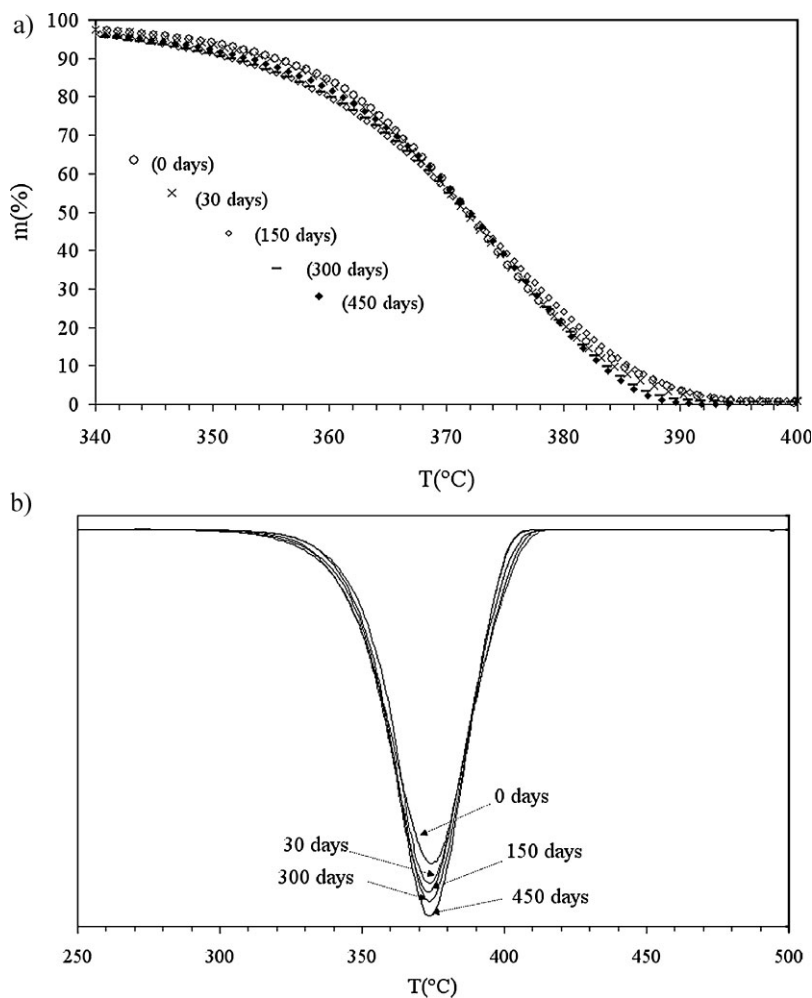 a)
100
90
80
70
60
50
40
30
20
10
0
m(%)
(0 days)
(30 days)
(150 days)
(300 days)
(450 days)
340 350 360 370 380 390 400
T(°C)
b)
0 days
30 days
150 days
300 days
450 days
250 300 350 400 450 500
T(°C)